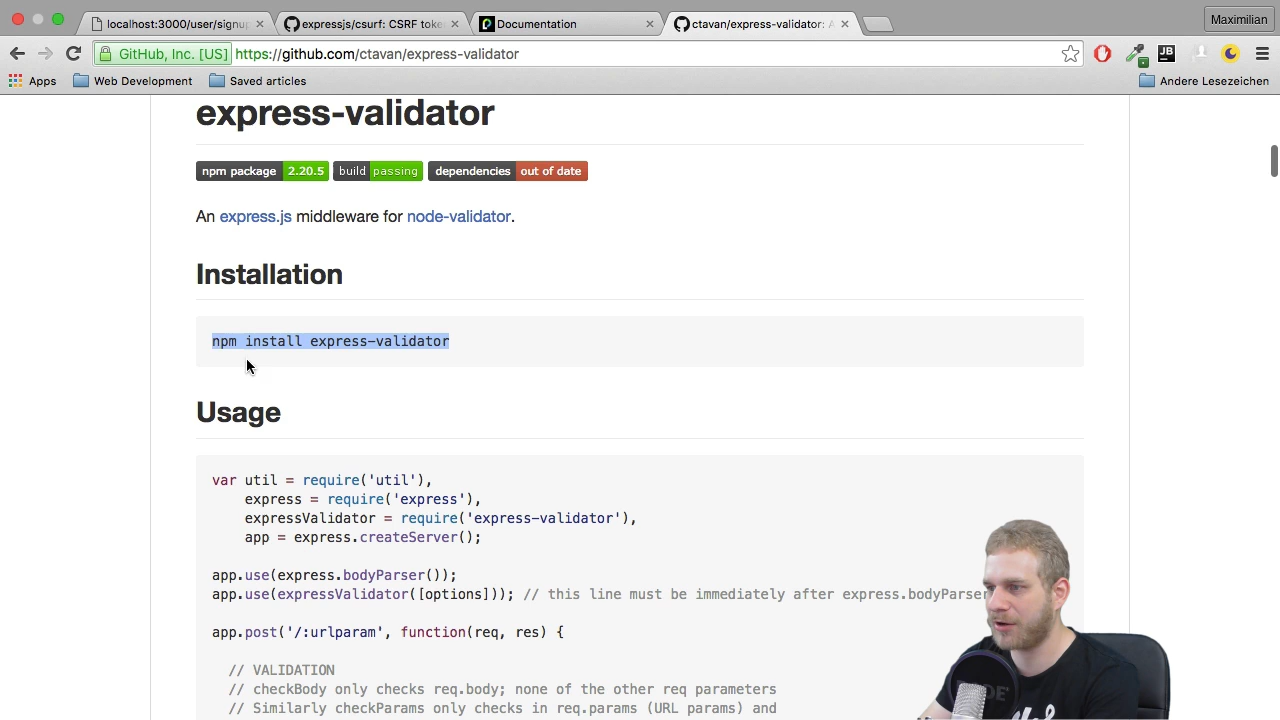 localhost:3000/user/signup
expressjs/csurf: CSRF toke
Documentation
ctavan/express-validator: A
Maximilian
GitHub, Inc. [US]
https://github.com/ctavan/express-validator
JB
Apps
Web Development
Saved articles
Andere Lesezeichen
express-validator
npm package 2.20.5
build passing
dependencies out of date
An express.js middleware for node-validator.
Installation
npm install express-validator
Usage
var util = require('util'),
express = require('express'),
expressValidator = require('express-validator'),
app = express.createServer();
app.use(express.bodyParser());
app.use(expressValidator([options])); // this line must be immediately after express.bodyParser
app.post('/:urlparam', function(req, res) {
// VALIDATION
// checkBody only checks req.body; none of the other req parameters
// Similarly checkParams only checks in req.params (URL params) and